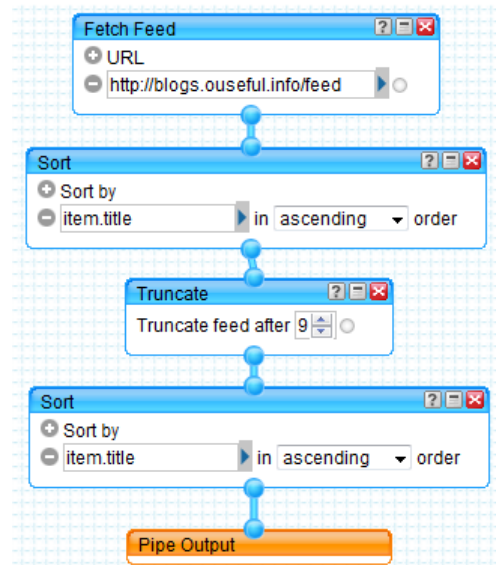 Fetch Feed
URL
http://blogs.ouseful.info/feed
Sort
Sort by
item.title in ascending order
Truncate
Truncate feed after 9
Sort
Sort by
item.title in ascending order
Pipe Output